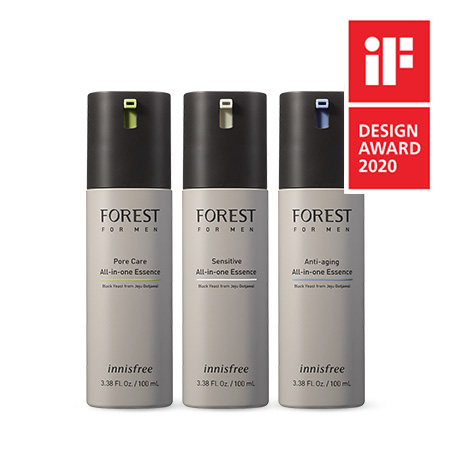 iF
DESIGN
AWARD
2020
FOREST
FOR MEN
Pore Care
All-in-one Essence
Black Yeast from Jeju Gotjawal
innisfree
3.38 Fl. Oz. / 100 mL
FOREST
FOR MEN
Sensitive
All-in-one Essence
Black Yeast from Jeju Gotjawal
innisfree
3.38 Fl. Oz. / 100 mL
FOREST
FOR MEN
Anti-aging
All-in-one Essence
Black Yeast from Jeju Gotjawal
innisfree
3.38 Fl. Oz. / 100 mL